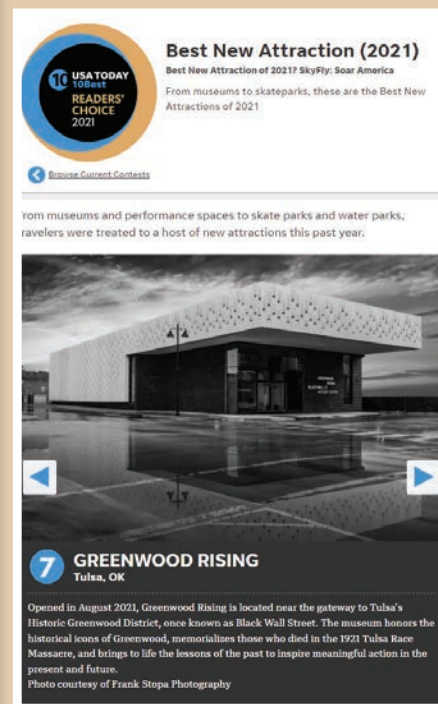 10 USA TODAY
10Best
READERS'
CHOICE
2021
Best New Attraction (2021)
Best New Attraction of 2021? SkyFly: Soar America
From museums to skateparks, these are the Best New
Attractions of 2021
Browse Current Contests
rom museums and performance spaces to skate parks and water parks,
ravelers were treated to a host of new attractions this past year.
GREENWOOD
RISING
7 GREENWOOD RISING
Tulsa, OK
Opened in August 2021, Greenwood Rising is located near the gateway to Tulsa's
Historic Greenwood District, once known as Black Wall Street. The museum honors the
historical icons of Greenwood, memorializes those who died in the 1921 Tulsa Race
Massacre, and brings to life the lessons of the past to inspire meaningful action in the
present and future.
Photo courtesy of Frank Stopa Photography